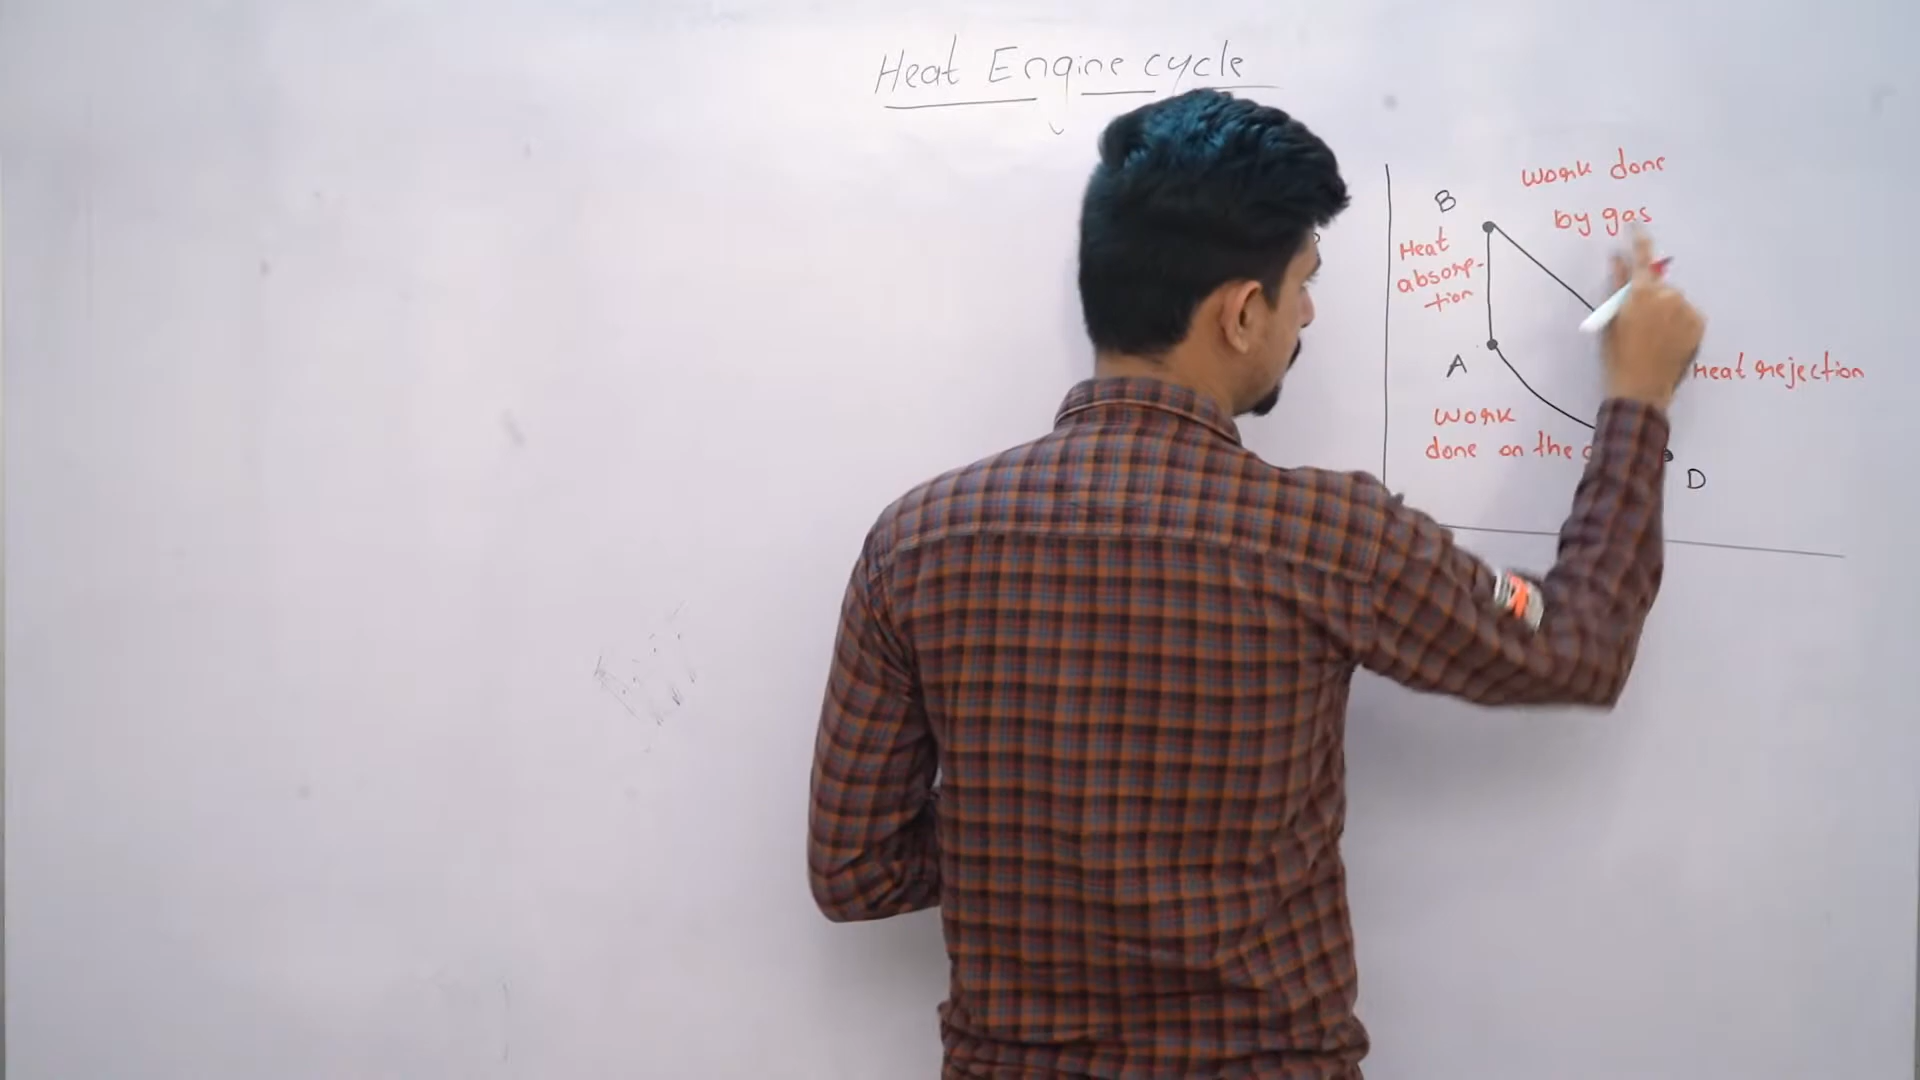 Heat Engine cycle
B
work done
by gas
Heat
absorp-
tion
A
Heat rejection
work
done on the
D